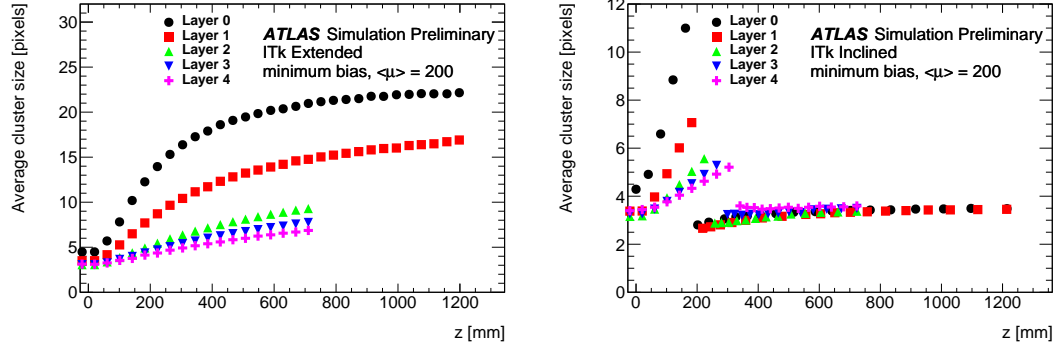 Average cluster size [pixels]
30
25
20
15
10
5
0
Layer 0
Layer 1
Layer 2
Layer 3
Layer 4
ATLAS Simulation Preliminary
ITk Extended
minimum bias, <μ> = 200
0 200 400 600 800 1000 1200
z [mm]
Average cluster size [pixels]
12
10
8
6
4
2
0
Layer 0
Layer 1
Layer 2
Layer 3
Layer 4
ATLAS Simulation Preliminary
ITk Inclined
minimum bias, <μ> = 200
0 200 400 600 800 1000 1200
z [mm]